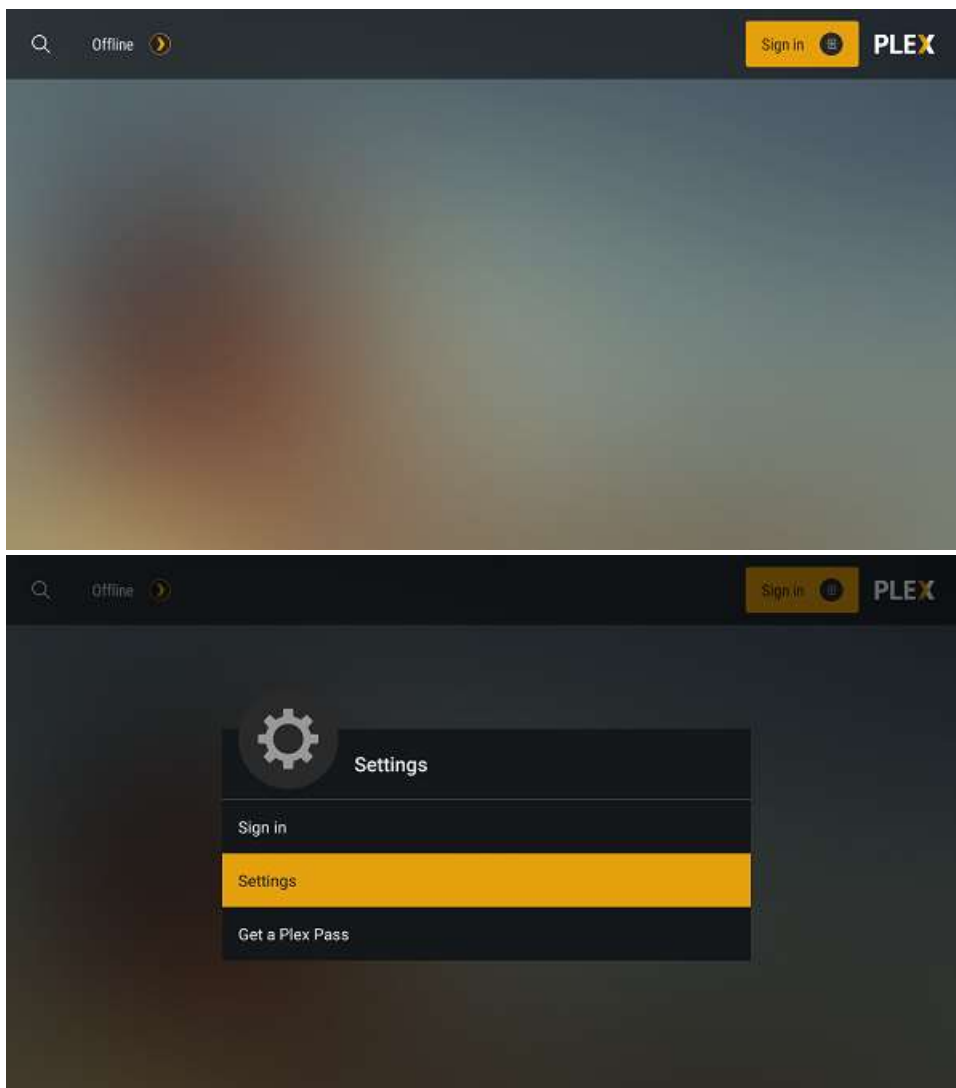 Offline
Sign in
PLEX
Offline
Sign in
PLEX
Settings
Sign in
Settings
Get a Plex Pass